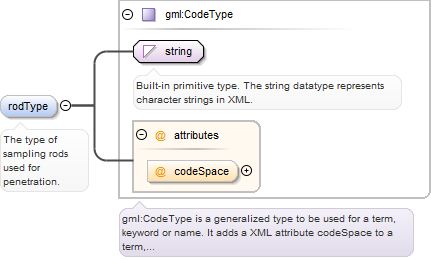 gml:CodeType
string
Built-in primitive type. The string datatype represents
character strings in XML.
rodType
The type of
sampling rods
used for
penetration.
@ attributes
@ codeSpace
gml:CodeType is a generalized type to be used for a term,
keyword or name. It adds a XML attribute codeSpace to a
term,...